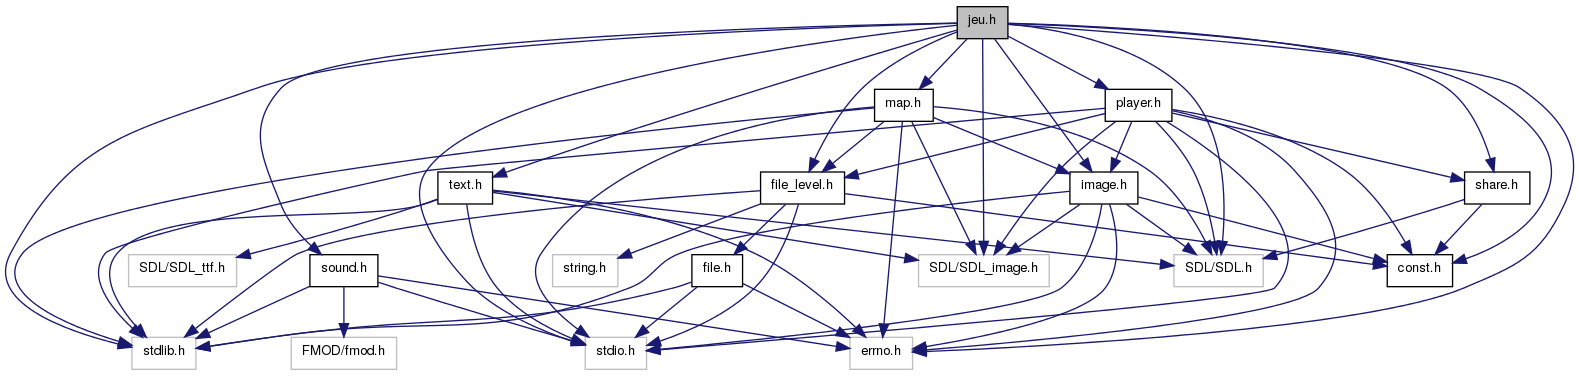 jeu.h
map.h
player.h
text.h
file_level.h
image.h
share.h
SDL/SDL_ttf.h
sound.h
string.h
file.h
SDL/SDL_image.h
SDL/SDL.h
const.h
stdlib.h
FMOD/fmod.h
stdio.h
errno.h